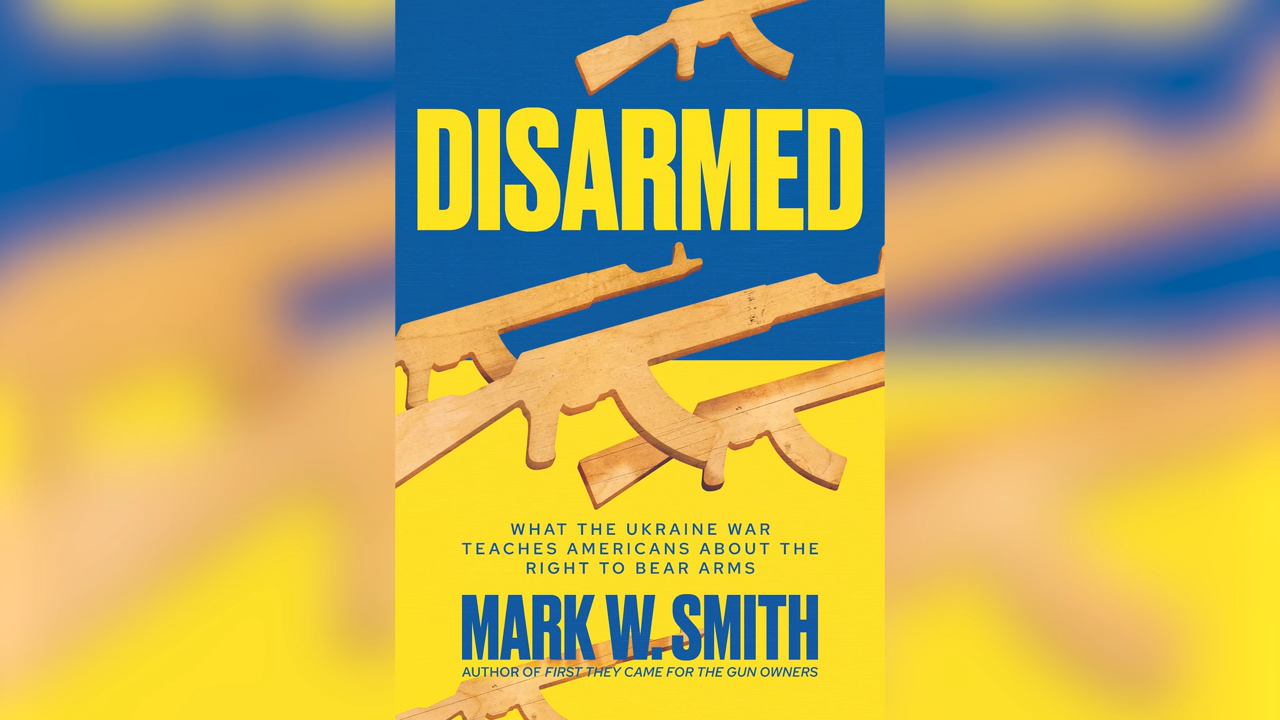 DISARMED
WHAT THE UKRAINE WAR
TEACHES AMERICANS ABOUT THE
RIGHT TO BEAR ARMS
MARK W. SMITH
AUTHOR OF FIRST THEY CAME FOR THE GUN OWNERS